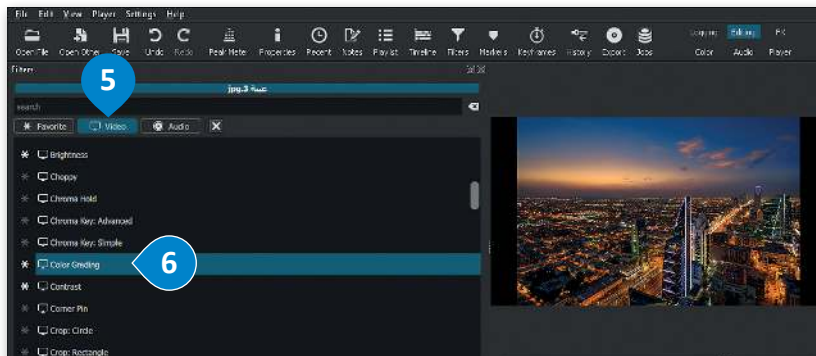 File Edit View Player Settings Help
Open File Open Other Save Undo Redo Peak Meter Properties Recent Notes Playlist Timeline Filters Markers Keyframes History Export Jobs
Logging Editing FX
Color Audio Player
Filters
5
jpg.3 عينة
search
Favorite Video Audio
Brightness
Choppy
Chroma Hold
Chroma Key: Advanced
Chroma Key: Simple
Color Grading
6
Contrast
Corner Pin
Crop: Circle
Crop: Rectangle